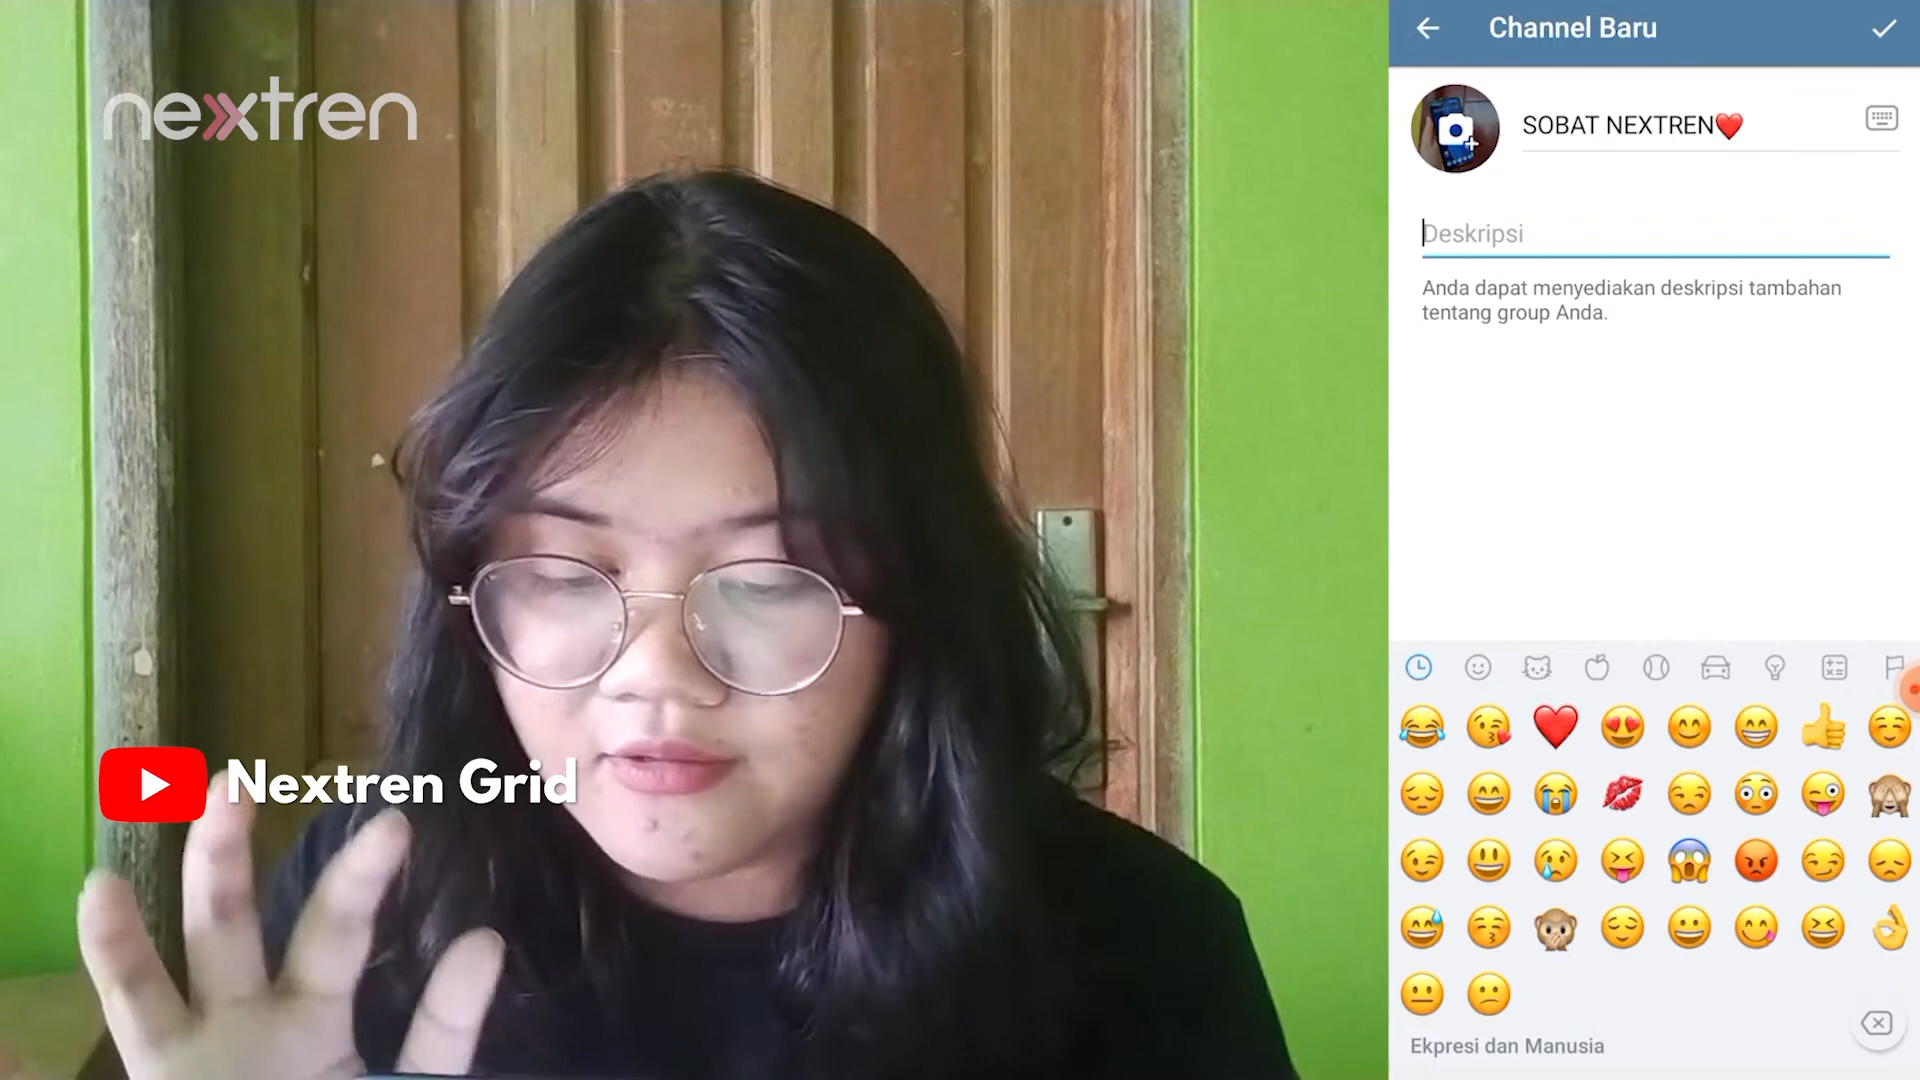 nextren
Nextren Grid
Channel Baru
SOBAT NEXTREN❤️
Deskripsi
Anda dapat menyediakan deskripsi tambahan
tentang group Anda.
Ekpresi dan Manusia